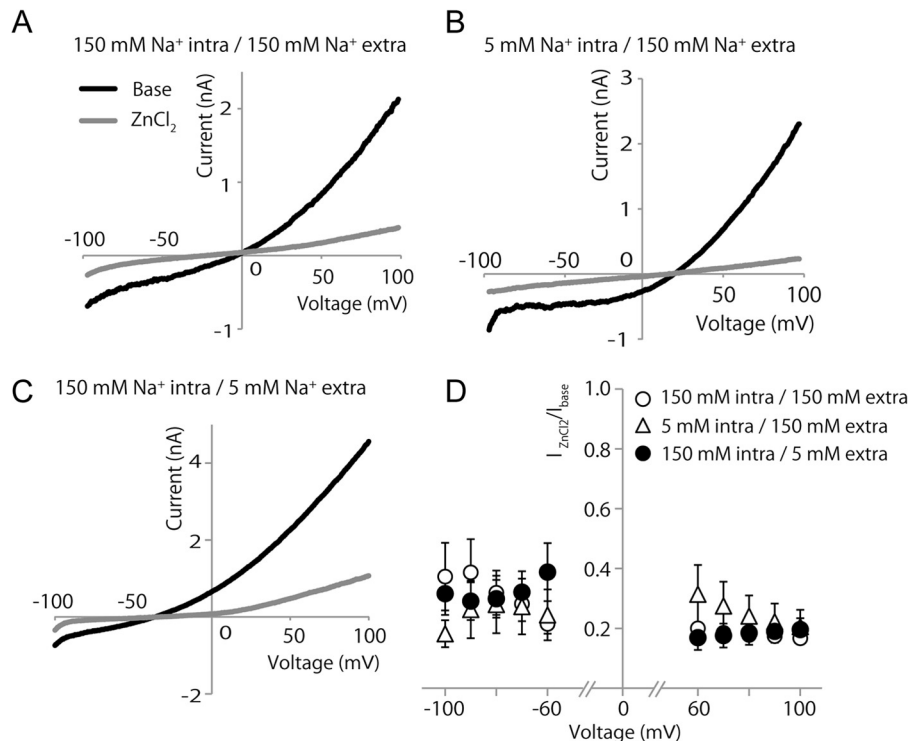 A
150 mM Na⁺ intra / 150 mM Na⁺ extra
Base
ZnCl₂
Current (nA)
2
1
-100
-50
0
50
100
Voltage (mV)
-1
B
5 mM Na⁺ intra / 150 mM Na⁺ extra
Current (nA)
3
2
1
-100
-50
0
0
50
100
Voltage (mV)
-1
C
150 mM Na⁺ intra / 5 mM Na⁺ extra
Current (nA)
4
2
-100
-50
0
50
100
Voltage (mV)
-2
D
I ZnCl2/Ibase
1.0
0.8
0.6
0.4
0.2
150 mM intra / 150 mM extra
5 mM intra / 150 mM extra
150 mM intra / 5 mM extra
-100
-60
0
60
100
Voltage (mV)